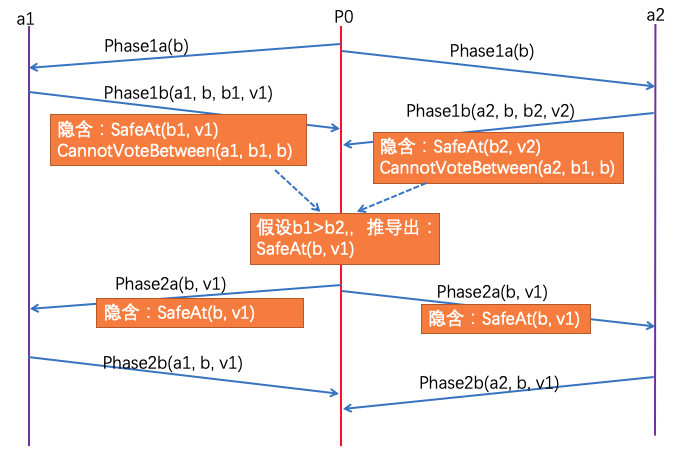 a1
P0
a2
Phase1a(b)
Phase1a(b)
Phase1b(a1, b, b1, v1)
Phase1b(a2, b, b2, v2)
隐含：SafeAt(b1, v1)
CannotVoteBetween(a1, b1, b)
隐含：SafeAt(b2, v2)
CannotVoteBetween(a2, b1, b)
假设b1>b2,，推导出：
SafeAt(b, v1)
Phase2a(b, v1)
Phase2a(b, v1)
隐含：SafeAt(b, v1)
隐含：SafeAt(b, v1)
Phase2b(a1, b, v1)
Phase2b(a2, b, v1)